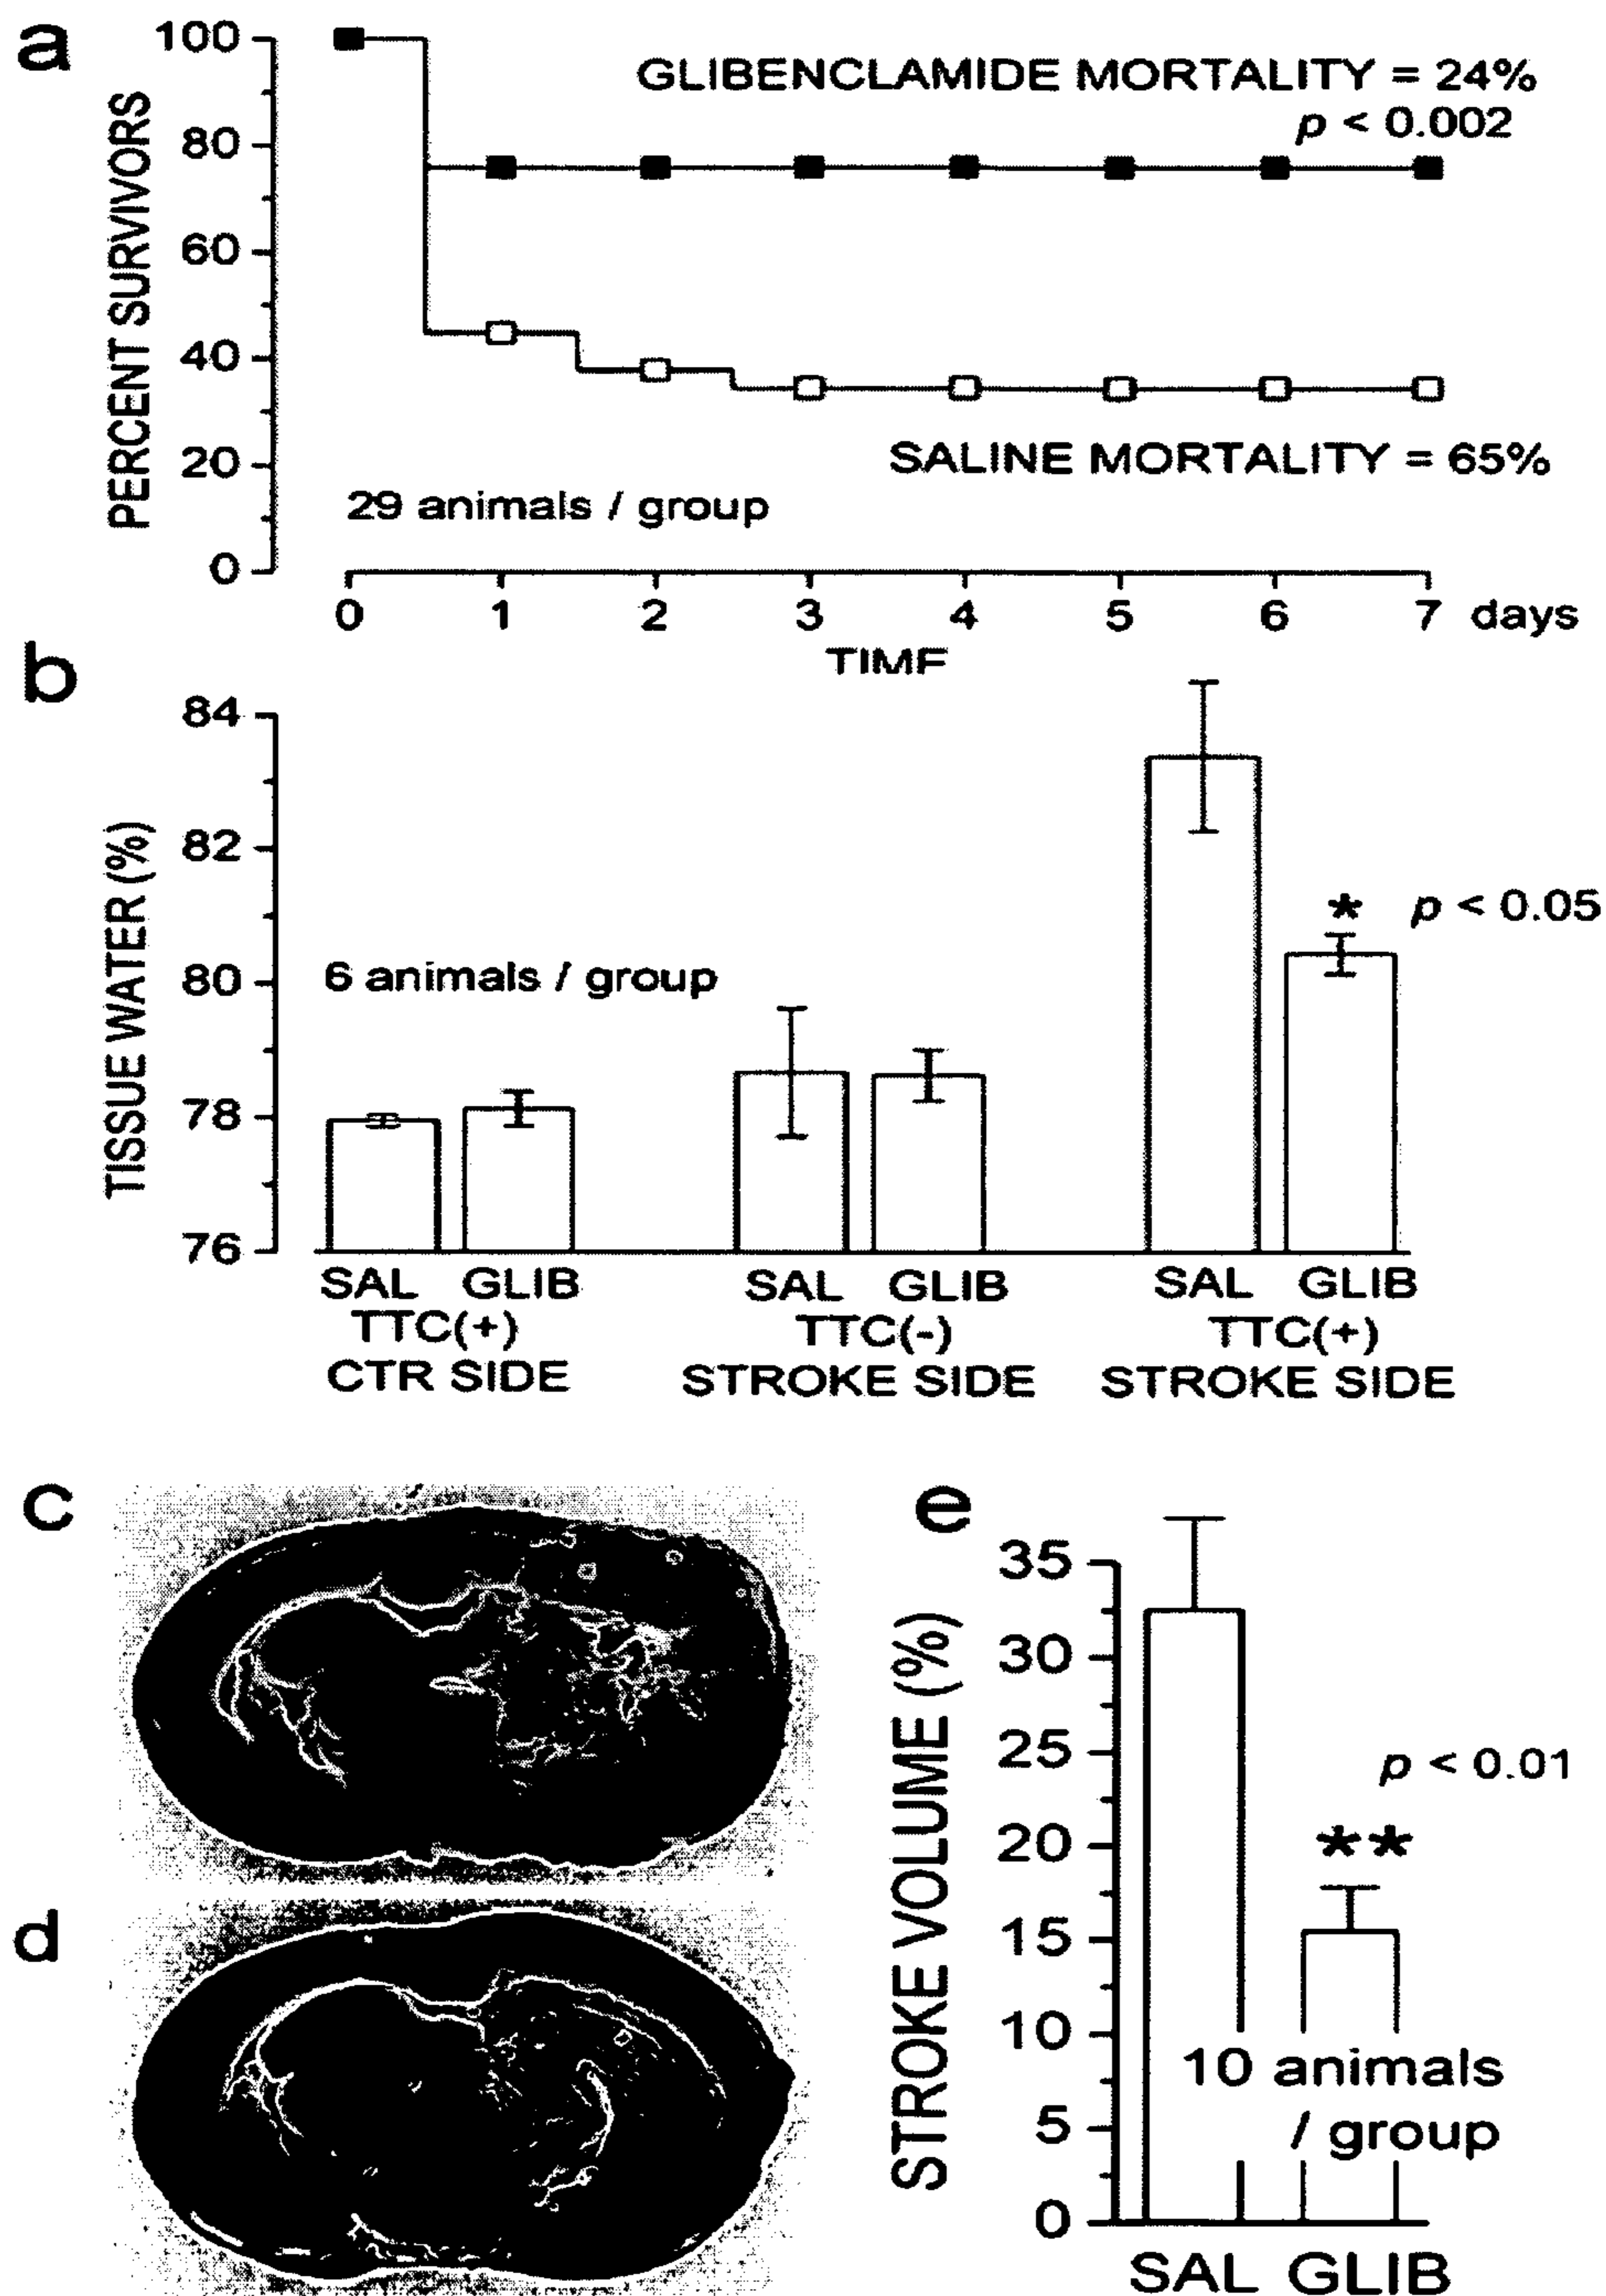 a
PERCENT SURVIVORS
100
80
60
40
20
0
GLIBENCLAMIDE MORTALITY = 24%
p < 0.002
SALINE MORTALITY = 65%
29 animals / group
0 1 2 3 4 5 6 7 days
TIME
b
TISSUE WATER (%)
84
82
80
78
76
* p < 0.05
6 animals / group
SAL GLIB SAL GLIB SAL GLIB
TTC(+) TTC(-) TTC(+)
CTR SIDE STROKE SIDE STROKE SIDE
c
d
e
STROKE VOLUME (%)
35
30
25
20
15
10
5
0
p < 0.01
**
10 animals
/ group
SAL GLIB